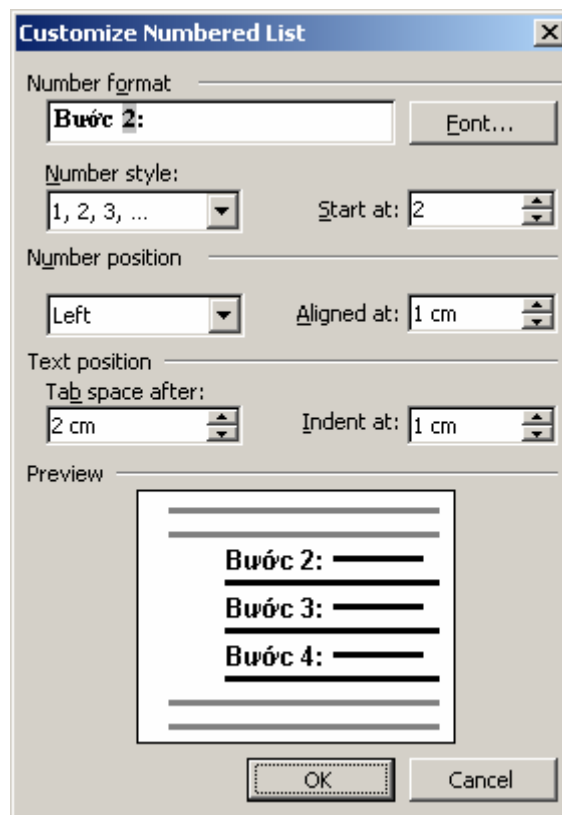 Customize Numbered List
Number format
Bước 2:
Font...
Number style:
1, 2, 3, ...
Start at: 2
Number position
Left
Aligned at: 1 cm
Text position
Tab space after:
2 cm
Indent at: 1 cm
Preview
Bước 2:
Bước 3:
Bước 4:
OK
Cancel